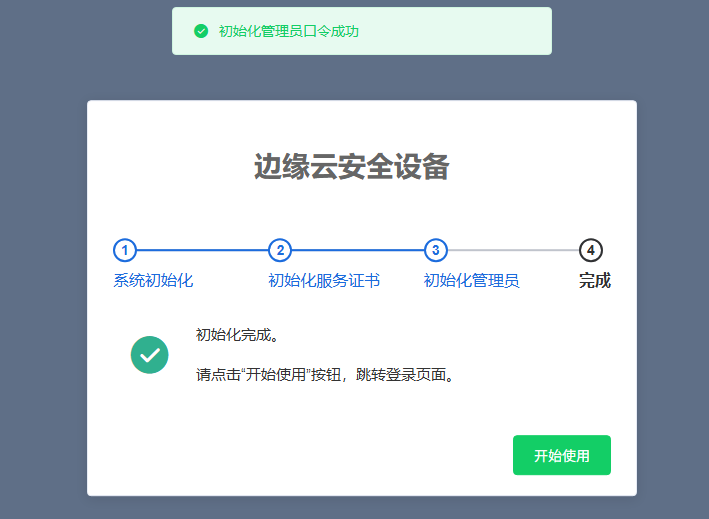 初始化管理员口令成功
边缘云安全设备
1 2 3 4
系统初始化 初始化服务证书 初始化管理员 完成
初始化完成。
请点击“开始使用”按钮，跳转登录页面。
开始使用